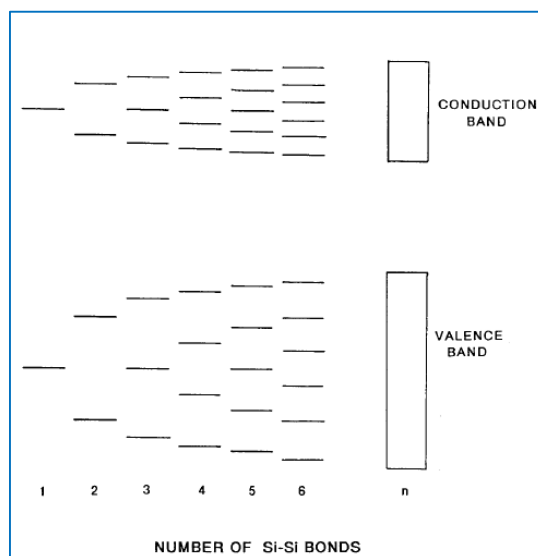 CONDUCTION
BAND
VALENCE
BAND
1 2 3 4 5 6 n
NUMBER OF Si-Si BONDS